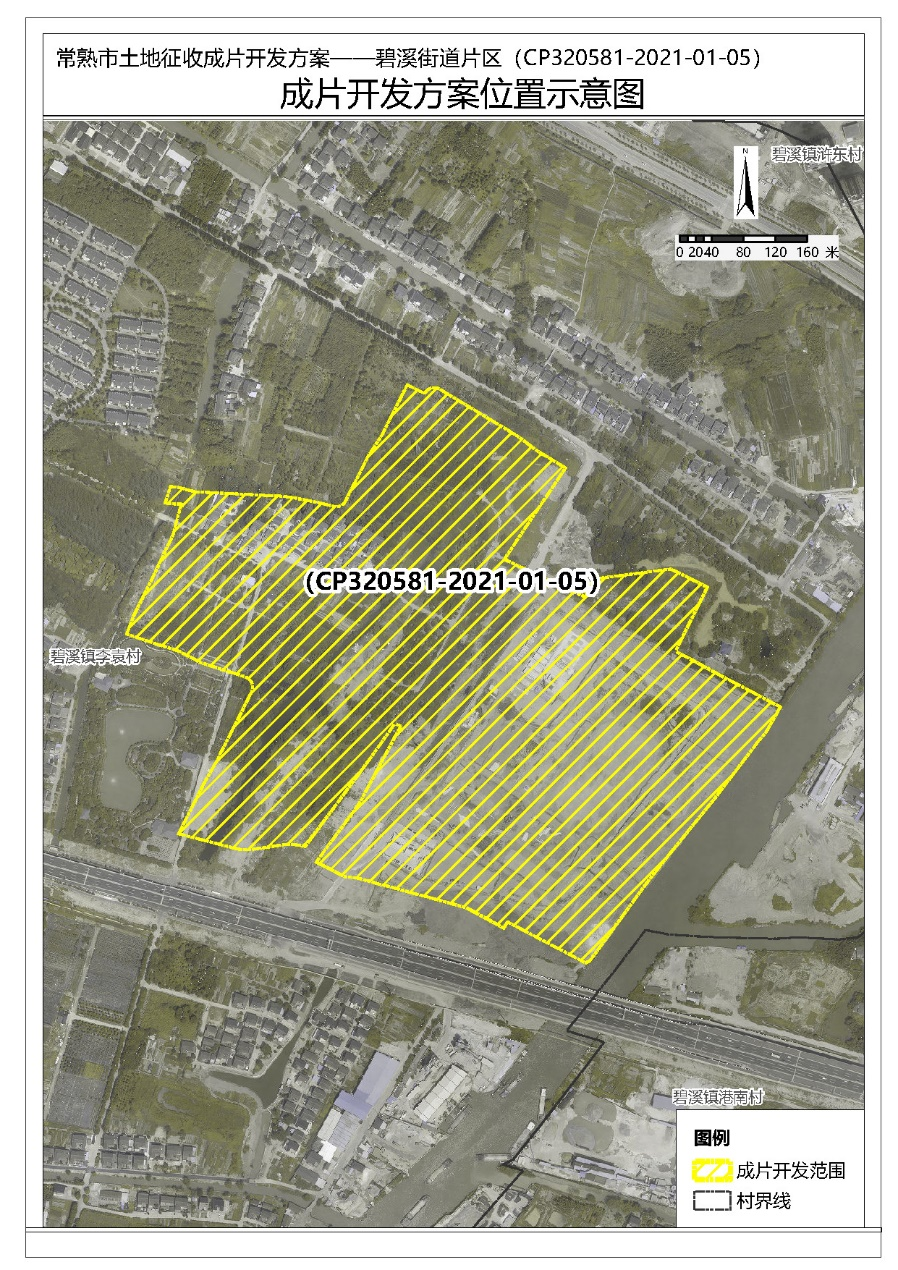 常熟市土地征收成片开发方案——碧溪街道片区（CP320581-2021-01-05）
成片开发方案位置示意图
碧溪镇浒东村
N
0 20 40 80 120 160 米
(CP320581-2021-01-05)
碧溪镇李袁村
碧溪镇港南村
图例
成片开发范围
村界线